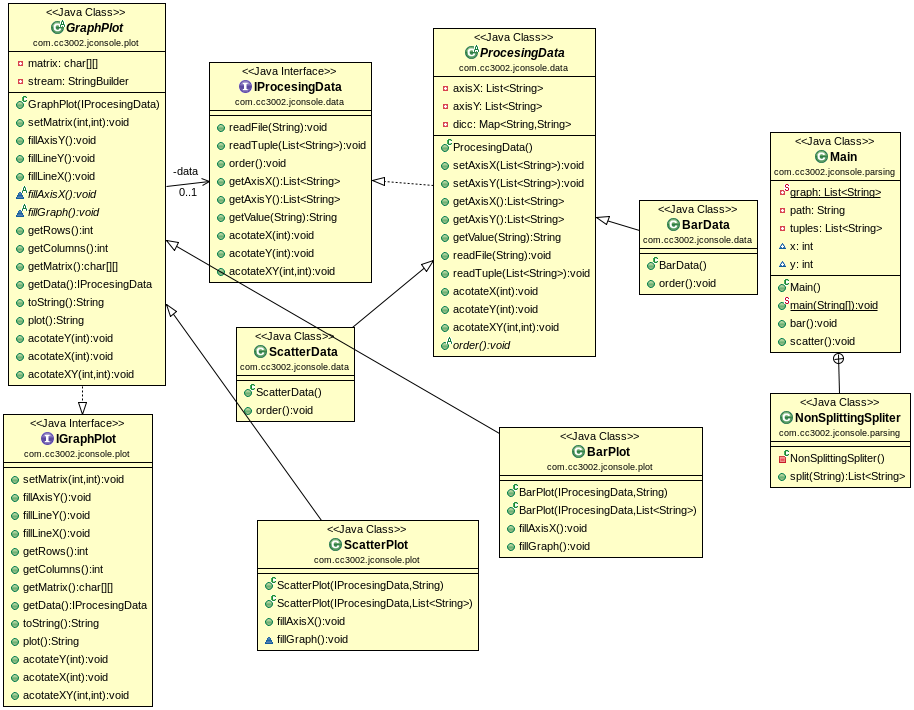 <<Java Class>>
GraphPlot
com.cc3002.jconsole.plot
matrix: char[][]
stream: StringBuilder
GraphPlot(IProcesingData)
setMatrix(int,int):void
fillAxisY():void
fillLineY():void
fillLineX():void
fillAxisX():void
fillGraph():void
getRows():int
getColumns():int
getMatrix():char[][]
getData():IProcesingData
toString():String
plot():String
acotateY(int):void
acotateX(int):void
acotateXY(int,int):void
-data
0..1
<<Java Interface>>
IProcesingData
com.cc3002.jconsole.data
readFile(String):void
readTuple(List<String>):void
order():void
getAxisX():List<String>
getAxisY():List<String>
getValue(String):String
acotateX(int):void
acotateY(int):void
acotateXY(int,int):void
<<Java Class>>
ProcesingData
com.cc3002.jconsole.data
axisX: List<String>
axisY: List<String>
dicc: Map<String,String>
ProcesingData()
setAxisX(List<String>):void
setAxisY(List<String>):void
getAxisX():List<String>
getAxisY():List<String>
getValue(String):String
readFile(String):void
readTuple(List<String>):void
acotateX(int):void
acotateY(int):void
acotateXY(int,int):void
order():void
<<Java Class>>
BarData
com.cc3002.jconsole.data
BarData()
order():void
<<Java Class>>
Main
com.cc3002.jconsole.parsing
graph: List<String>
path: String
tuples: List<String>
x: int
y: int
Main()
main(String[]):void
bar():void
scatter():void
<<Java Class>>
ScatterData
com.cc3002.jconsole.data
ScatterData()
order():void
<<Java Class>>
NonSplittingSpliter
com.cc3002.jconsole.parsing
NonSplittingSpliter()
split(String):List<String>
<<Java Interface>>
IGraphPlot
com.cc3002.jconsole.plot
setMatrix(int,int):void
fillAxisY():void
fillLineY():void
fillLineX():void
getRows():int
getColumns():int
getMatrix():char[][]
getData():IProcesingData
toString():String
plot():String
acotateY(int):void
acotateX(int):void
acotateXY(int,int):void
<<Java Class>>
BarPlot
com.cc3002.jconsole.plot
BarPlot(IProcesingData,String)
BarPlot(IProcesingData,List<String>)
fillAxisX():void
fillGraph():void
<<Java Class>>
ScatterPlot
com.cc3002.jconsole.plot
ScatterPlot(IProcesingData,String)
ScatterPlot(IProcesingData,List<String>)
fillAxisX():void
fillGraph():void